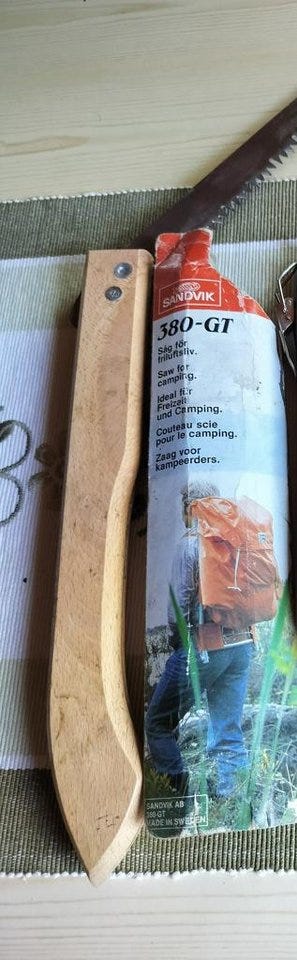 SANDVIK
380-GT
Såg för
friluftsliv.
Saw for
camping.
Ideal für
Freizeit
und Camping.
Couteau scie
pour le camping.
Zaag voor
kampeerders.
SANDVIK AB
380 GT
MADE IN SWEDEN